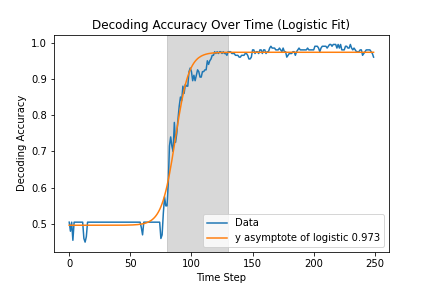 Decoding Accuracy Over Time (Logistic Fit)
1.0
0.9
0.8
0.7
0.6
0.5
Decoding Accuracy
Data
y asymptote of logistic 0.973
0 50 100 150 200 250
Time Step